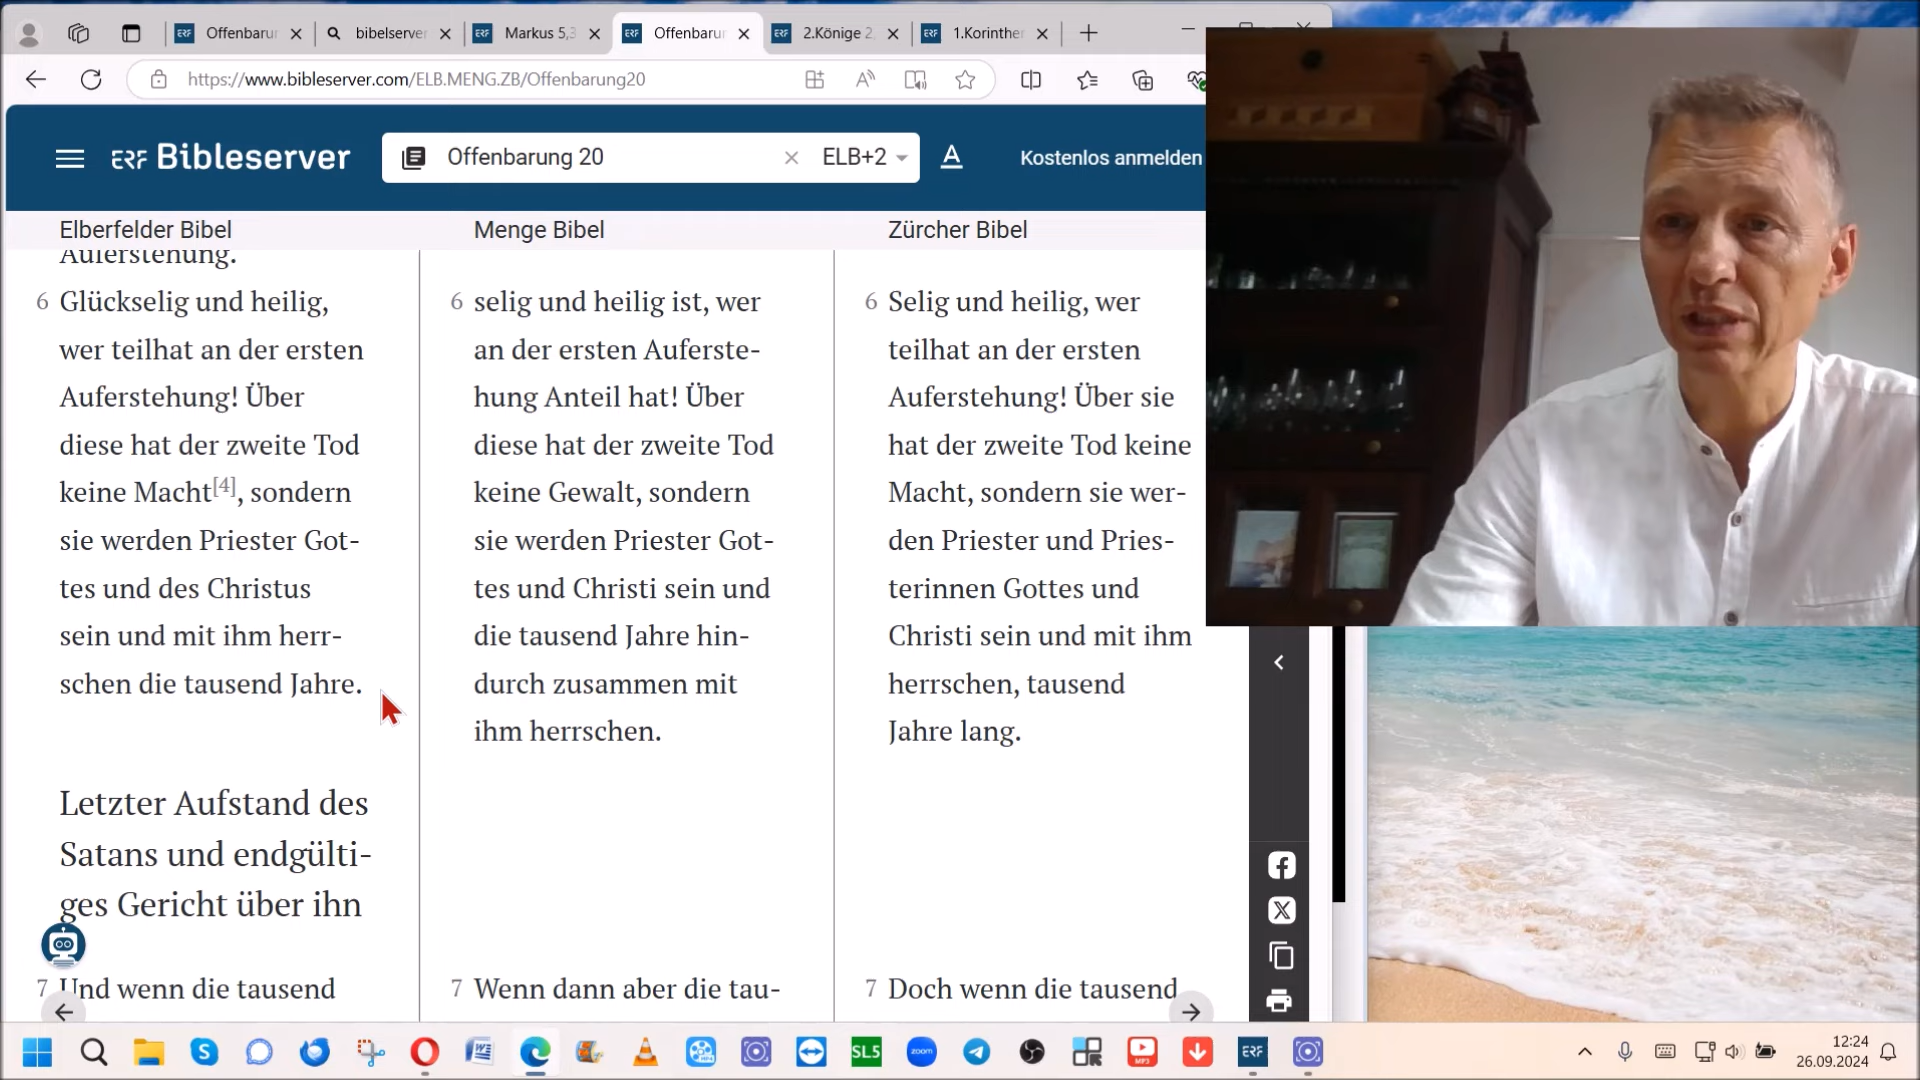 Offenbarun
bibelserver
Markus 5,3
Offenbarun
2.Könige 2
1.Korinther
https://www.bibleserver.com/ELB.MENG.ZB/Offenbarung20
ERF Bibleserver
Offenbarung 20
ELB+2
A
Kostenlos anmelden
Elberfelder Bibel
Auferstehung.
6 Glückselig und heilig,
wer teilhat an der ersten
Auferstehung! Über
diese hat der zweite Tod
keine Macht[4], sondern
sie werden Priester Got-
tes und des Christus
sein und mit ihm herr-
schen die tausend Jahre.
Letzter Aufstand des
Satans und endgülti-
ges Gericht über ihn
7 Und wenn die tausend
Menge Bibel
6 selig und heilig ist, wer
an der ersten Auferste-
hung Anteil hat! Über
diese hat der zweite Tod
keine Gewalt, sondern
sie werden Priester Got-
tes und Christi sein und
die tausend Jahre hin-
durch zusammen mit
ihm herrschen.
7 Wenn dann aber die tau-
Zürcher Bibel
6 Selig und heilig, wer
teilhat an der ersten
Auferstehung! Über sie
hat der zweite Tod keine
Macht, sondern sie wer-
den Priester und Pries-
terinnen Gottes und
Christi sein und mit ihm
herrschen, tausend
Jahre lang.
7 Doch wenn die tausend
SL5
zoom
MP3
ERF
12:24
26.09.2024